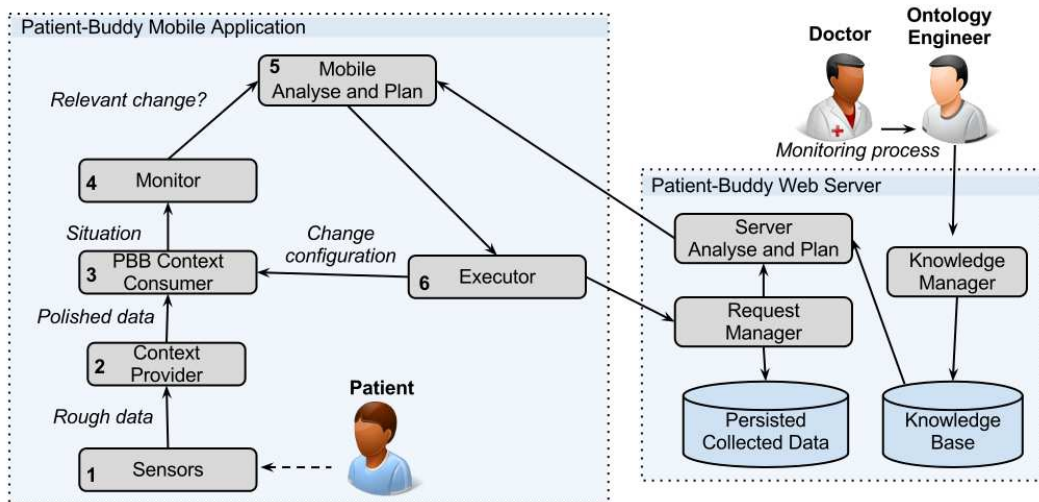 Patient-Buddy Mobile Application
5
Mobile
Analyse and Plan
Relevant change?
4
Monitor
Situation
Change
configuration
3
PBB Context
Consumer
6
Executor
Polished data
2
Context
Provider
Rough data
Patient
1
Sensors
Doctor
Ontology
Engineer
Monitoring process
Patient-Buddy Web Server
Server
Analyse and Plan
Knowledge
Manager
Request
Manager
Persisted
Collected Data
Knowledge
Base